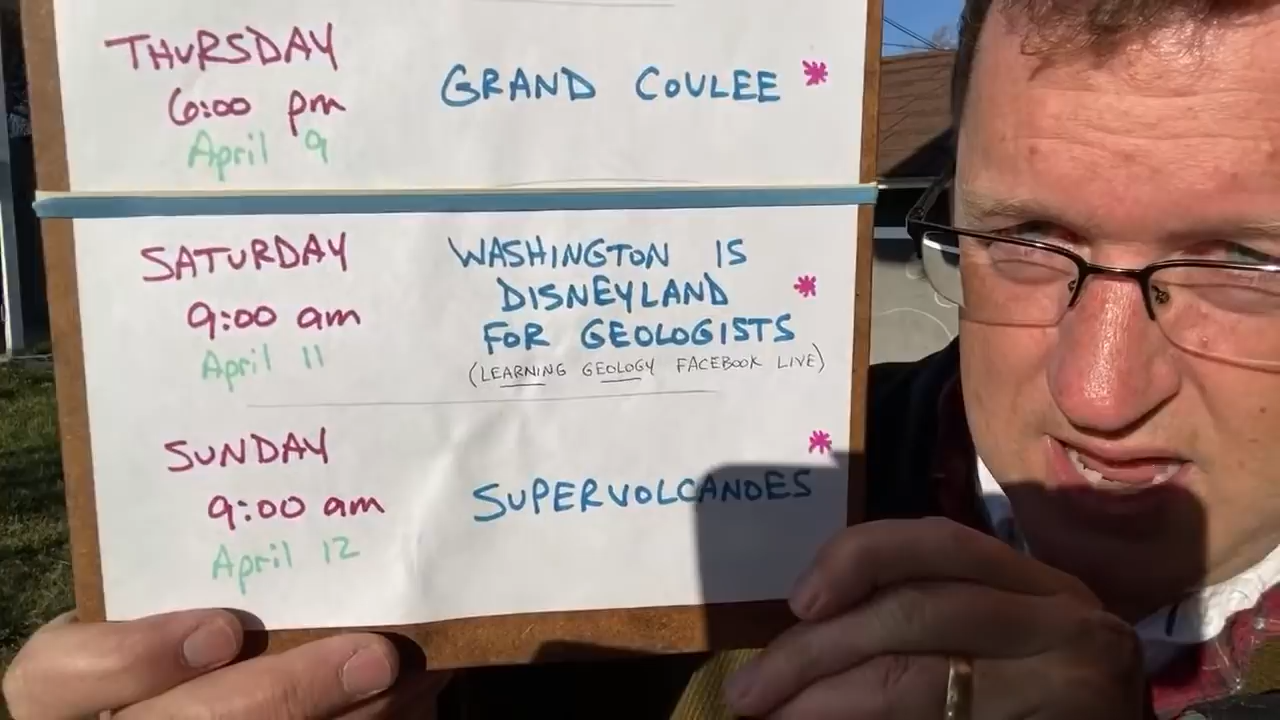 THURSDAY
6:00 pm
April 9
GRAND COULEE *
SATURDAY
9:00 am
April 11
WASHINGTON IS
DISNEYLAND *
FOR GEOLOGISTS
(LEARNING GEOLOGY FACEBOOK LIVE)
SUNDAY
9:00 am
April 12
*
SUPERVOLCANOES